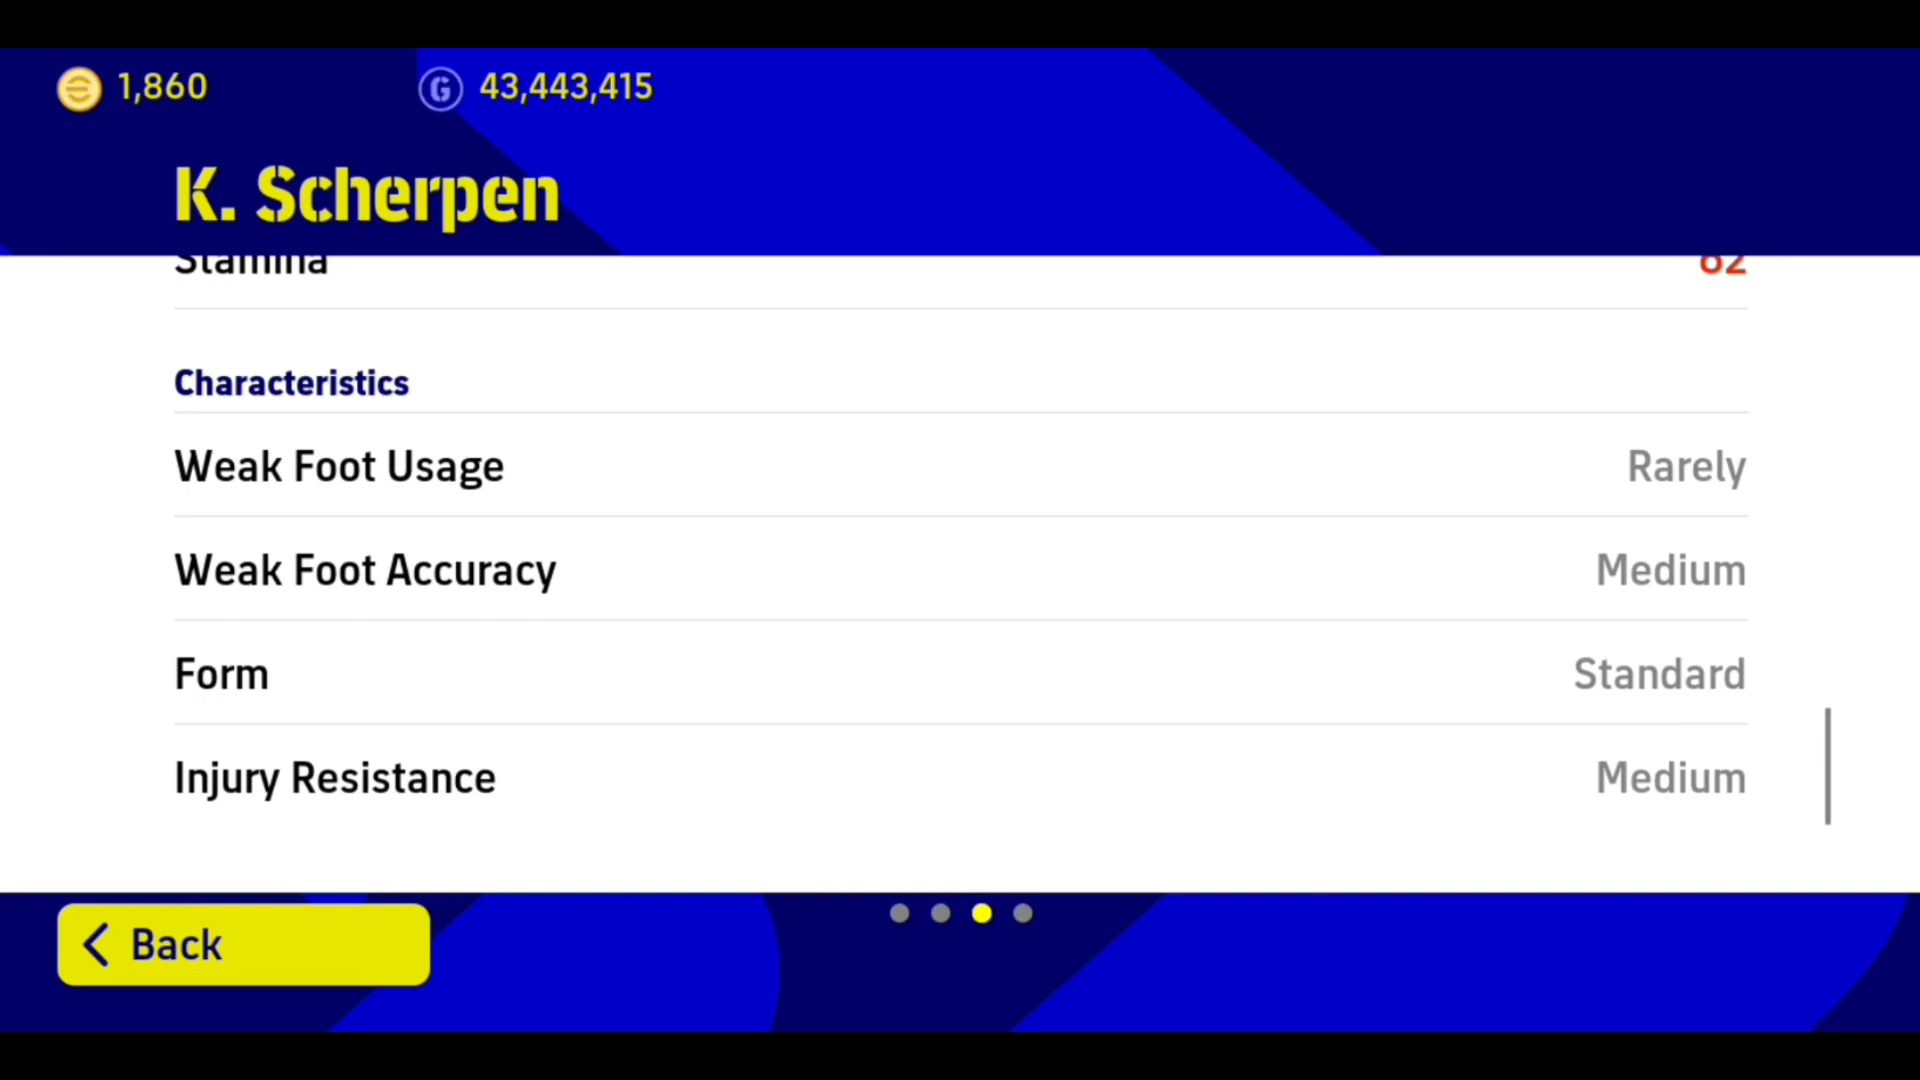 1,860
43,443,415
K. Scherpen
Stamina
Characteristics
Weak Foot Usage Rarely
Weak Foot Accuracy Medium
Form Standard
Injury Resistance Medium
Back